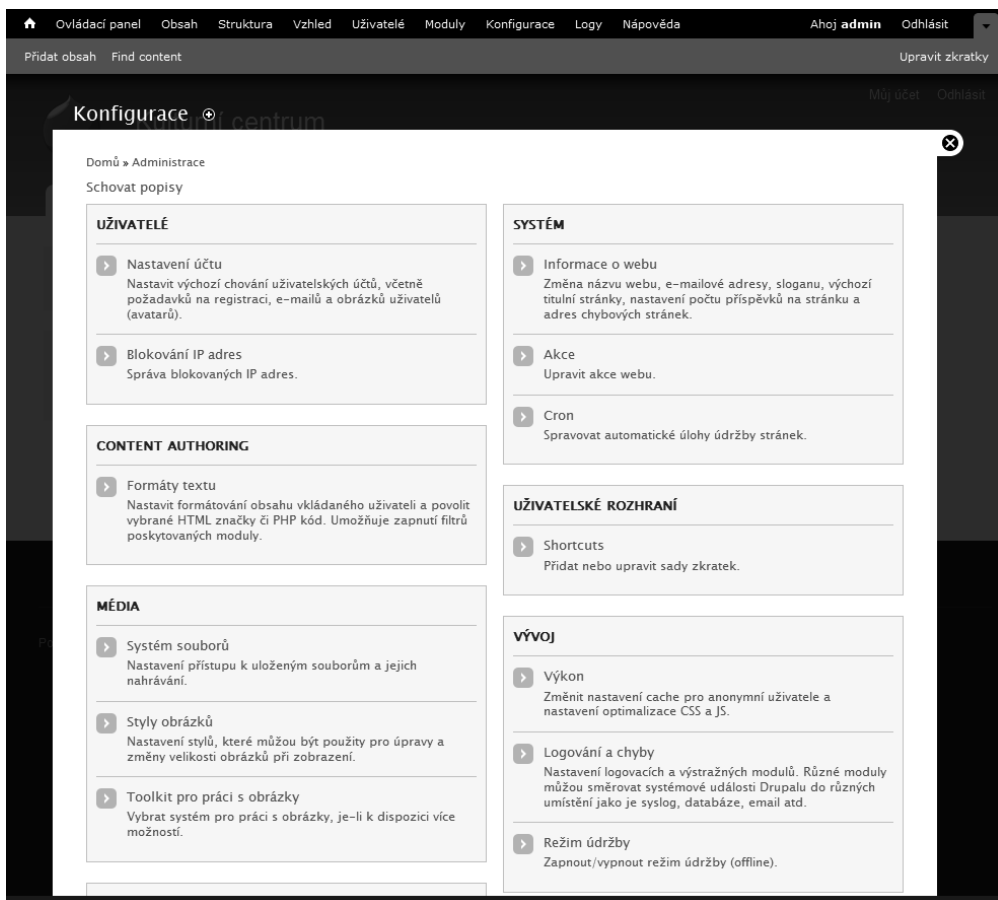 Ovládací panel Obsah Struktura Vzhled Uživatelé Moduly Konfigurace Logy Nápověda Ahoj admin Odhlásit
Přidat obsah Find content Upravit zkratky
Můj účet Odhlásit
Konfigurace
centrum
Domů » Administrace
Schovat popisy
UŽIVATELÉ
Nastavení účtu
Nastavit výchozí chování uživatelských účtů, včetně
požadavků na registraci, e-mailů a obrázků uživatelů
(avatarů).
Blokování IP adres
Správa blokovaných IP adres.
CONTENT AUTHORING
Formáty textu
Nastavit formátování obsahu vkládaného uživateli a povolit
vybrané HTML značky či PHP kód. Umožňuje zapnutí filtrů
poskytovaných moduly.
MÉDIA
Systém souborů
Nastavení přístupu k uloženým souborům a jejich
nahrávání.
Styly obrázků
Nastavení stylů, které můžou být použity pro úpravy a
změny velikosti obrázků při zobrazení.
Toolkit pro práci s obrázky
Vybrat systém pro práci s obrázky, je-li k dispozici více
možností.
SYSTÉM
Informace o webu
Změna názvu webu, e-mailové adresy, sloganu, výchozí
titulní stránky, nastavení počtu příspěvků na stránku a
adres chybových stránek.
Akce
Upravit akce webu.
Cron
Spravovat automatické úlohy údržby stránek.
UŽIVATELSKÉ ROZHRANÍ
Shortcuts
Přidat nebo upravit sady zkratek.
VÝVOJ
Výkon
Změnit nastavení cache pro anonymní uživatele a
nastavení optimalizace CSS a JS.
Logování a chyby
Nastavení logovacích a výstražných modulů. Různé moduly
můžou směrovat systémové události Drupalu do různých
umístění jako je syslog, databáze, email atd.
Režim údržby
Zapnout/vypnout režim údržby (offline).